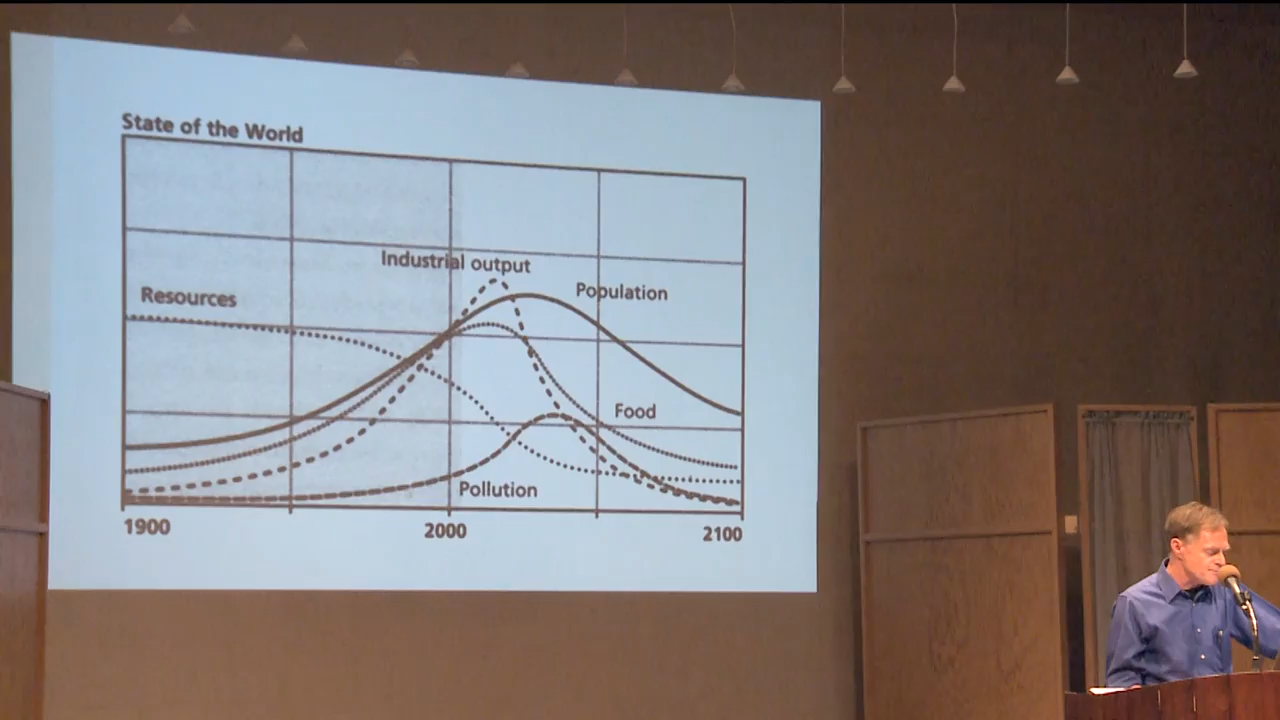 State of the World
Industrial output
Population
Resources
Food
Pollution
1900
2000
2100